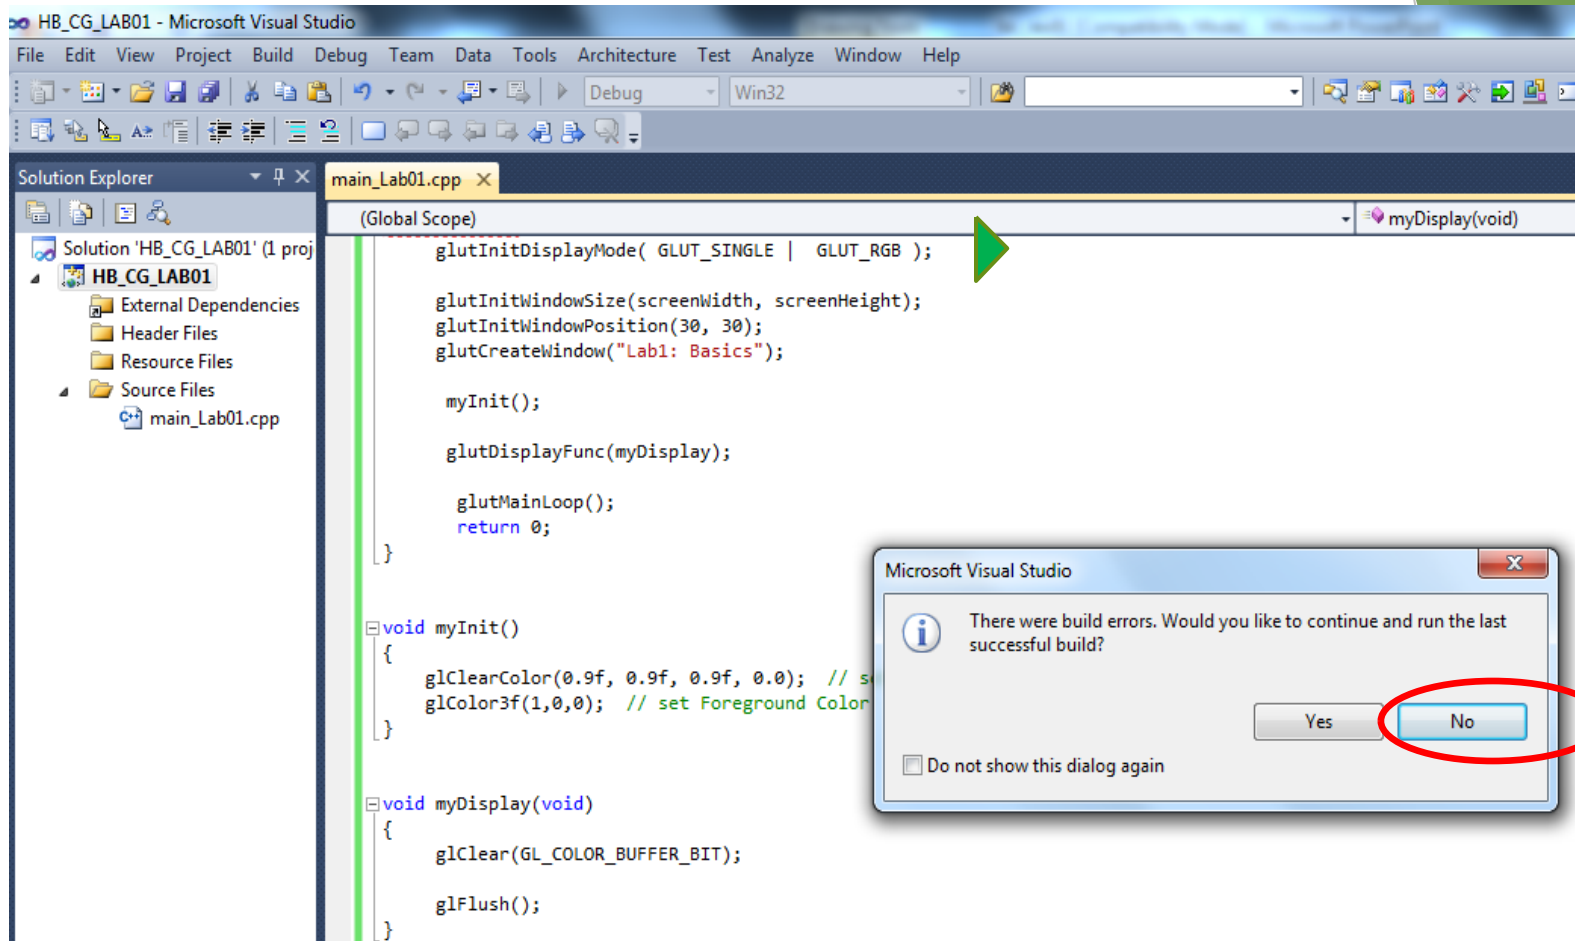 HB_CG_LAB01 - Microsoft Visual Studio
File Edit View Project Build Debug Team Data Tools Architecture Test Analyze Window Help
Debug Win32
Solution Explorer
main_Lab01.cpp
(Global Scope) myDisplay(void)
Solution 'HB_CG_LAB01' (1 proj
HB_CG_LAB01
External Dependencies
Header Files
Resource Files
Source Files
main_Lab01.cpp
glutInitDisplayMode( GLUT_SINGLE | GLUT_RGB );
glutInitWindowSize(screenWidth, screenHeight);
glutInitWindowPosition(30, 30);
glutCreateWindow("Lab1: Basics");
myInit();
glutDisplayFunc(myDisplay);
glutMainLoop();
return 0;
}
void myInit()
{
glClearColor(0.9f, 0.9f, 0.9f, 0.0); // s
glColor3f(1,0,0); // set Foreground Color
}
void myDisplay(void)
{
glClear(GL_COLOR_BUFFER_BIT);
glFlush();
}
Microsoft Visual Studio
There were build errors. Would you like to continue and run the last
successful build?
Yes No
Do not show this dialog again